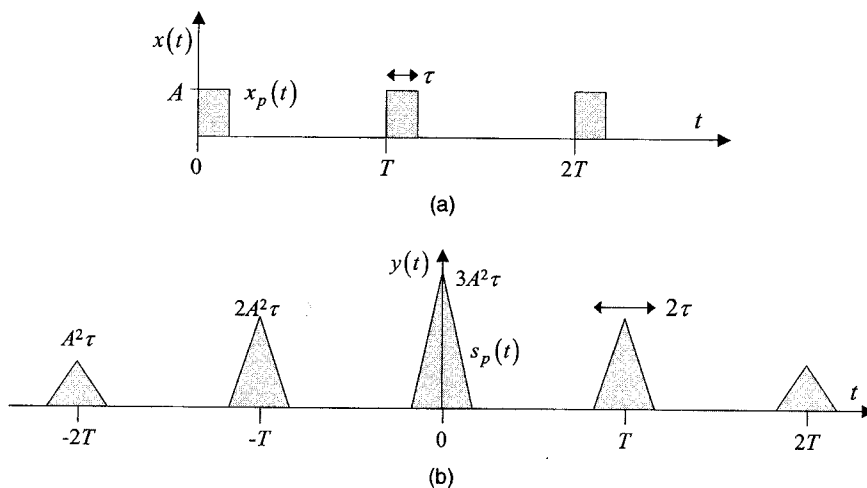 x(t)
τ
A
x_p(t)
t
0
T
2T
(a)
y(t)
3A²τ
2A²τ
2τ
A²τ
s_p(t)
t
-2T
-T
0
T
2T
(b)